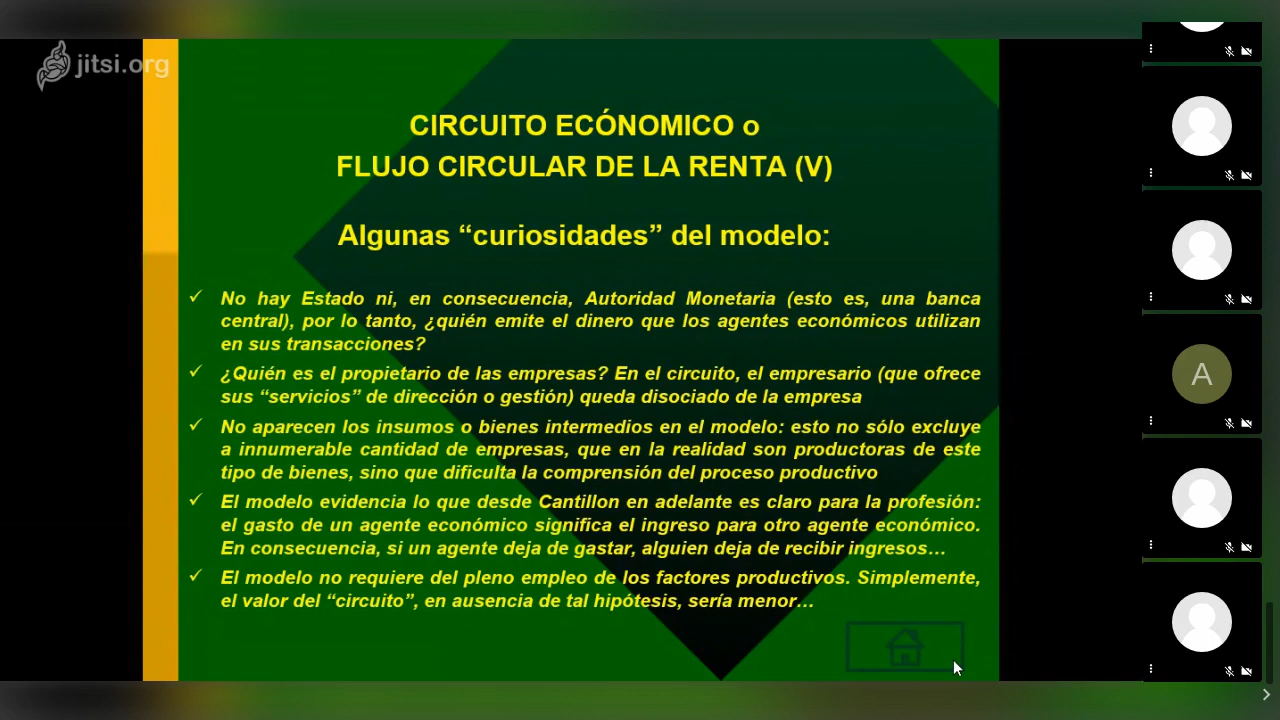 jitsi.org
CIRCUITO ECÓNOMICO o
FLUJO CIRCULAR DE LA RENTA (V)
Algunas “curiosidades” del modelo:
✓ No hay Estado ni, en consecuencia, Autoridad Monetaria (esto es, una banca
central), por lo tanto, ¿quién emite el dinero que los agentes económicos utilizan
en sus transacciones?
✓ ¿Quién es el propietario de las empresas? En el circuito, el empresario (que ofrece
sus “servicios” de dirección o gestión) queda disociado de la empresa
✓ No aparecen los insumos o bienes intermedios en el modelo: esto no sólo excluye
a innumerable cantidad de empresas, que en la realidad son productoras de este
tipo de bienes, sino que dificulta la comprensión del proceso productivo
✓ El modelo evidencia lo que desde Cantillon en adelante es claro para la profesión:
el gasto de un agente económico significa el ingreso para otro agente económico.
En consecuencia, si un agente deja de gastar, alguien deja de recibir ingresos…
✓ El modelo no requiere del pleno empleo de los factores productivos. Simplemente,
el valor del “circuito”, en ausencia de tal hipótesis, sería menor…
A